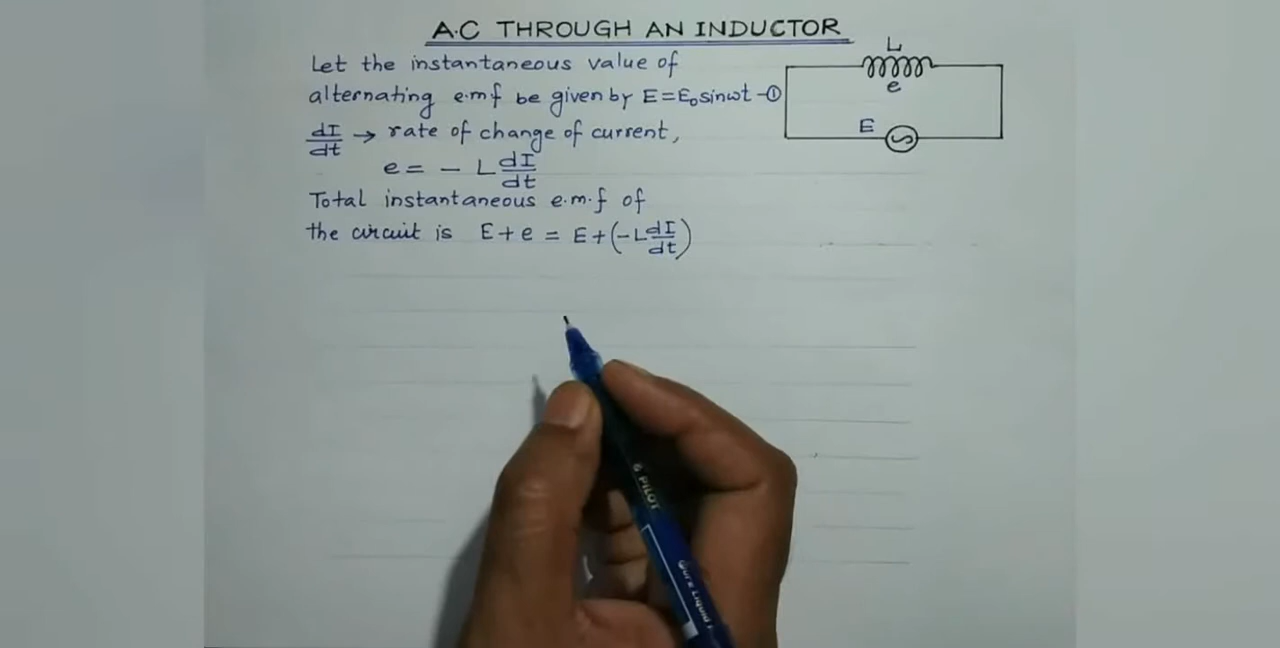 A.C THROUGH AN INDUCTOR
Let the instantaneous value of
alternating e.m.f be given by E=E₀sinωt –①
dI/dt → rate of change of current,
e = – L dI/dt
Total instantaneous e.m.f of
the circuit is E+e = E+(-L dI/dt)
L
e
E
PILOT